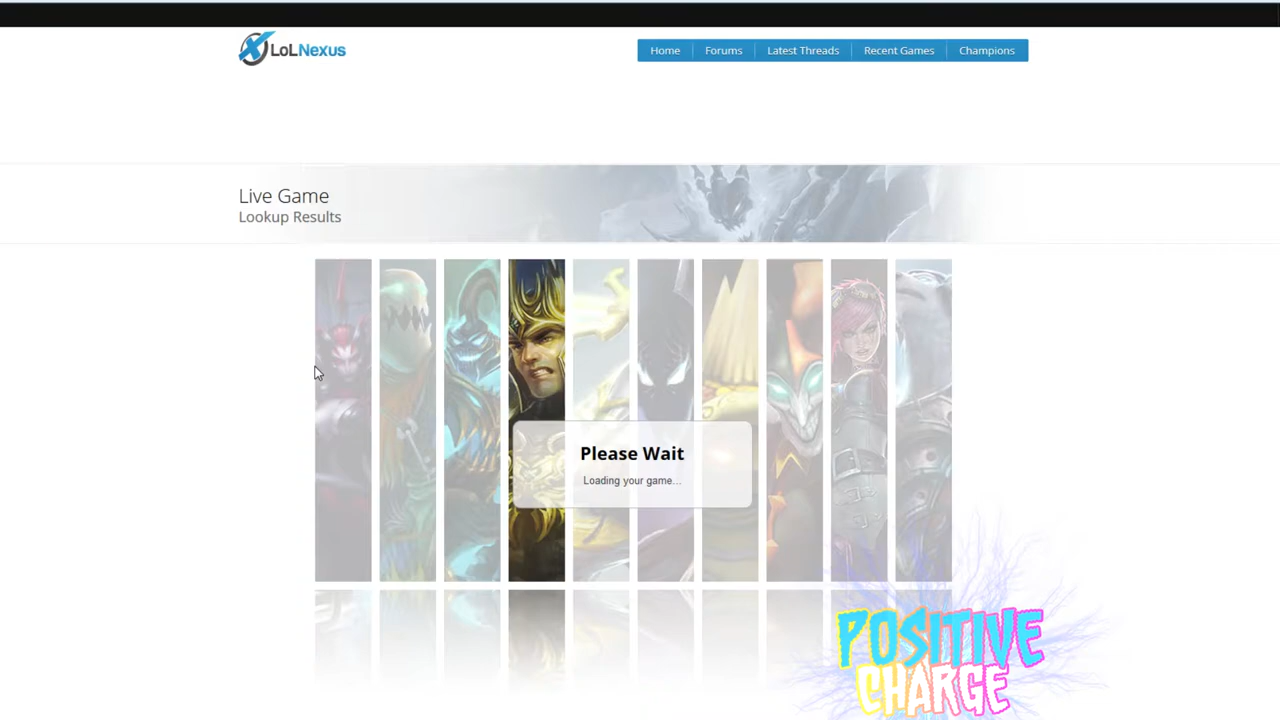 LoLNexus
Home
Forums
Latest Threads
Recent Games
Champions
Live Game
Lookup Results
Please Wait
Loading your game...
POSITIVE
CHARGE